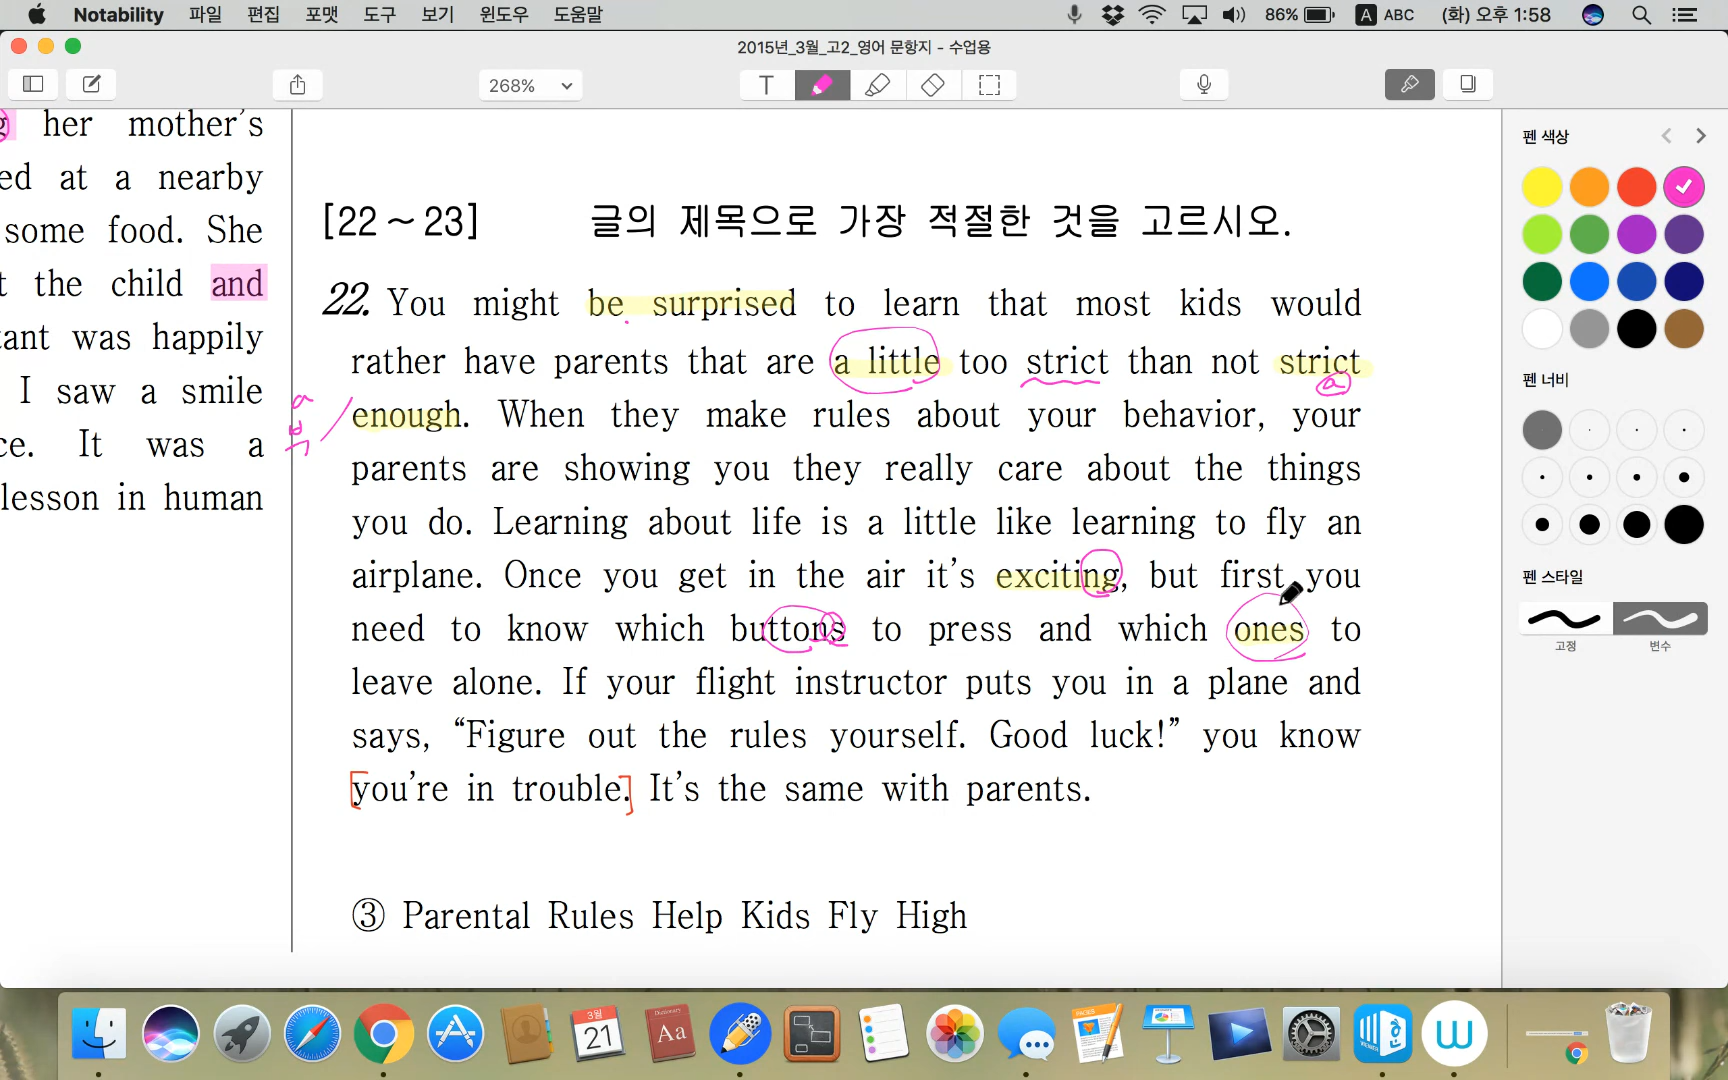 Notability 파일 편집 포맷 도구 보기 윈도우 도움말 86% A ABC (화) 오후 1:58
2015년_3월_고2_영어 문항지 - 수업용
268% T
her mother's
ed at a nearby
some food. She
t the child and
tant was happily
I saw a smile
ce. It was a
lesson in human
[22～23] 글의 제목으로 가장 적절한 것을 고르시오.
22. You might be surprised to learn that most kids would
rather have parents that are a little too strict than not strict
enough. When they make rules about your behavior, your
parents are showing you they really care about the things
you do. Learning about life is a little like learning to fly an
airplane. Once you get in the air it's exciting, but first you
need to know which buttons to press and which ones to
leave alone. If your flight instructor puts you in a plane and
says, “Figure out the rules yourself. Good luck!” you know
[you're in trouble.] It's the same with parents.
③ Parental Rules Help Kids Fly High
a
a
펜 색상
펜 너비
펜 스타일
고정 변수
3월
21
Dictionary
Aa
W